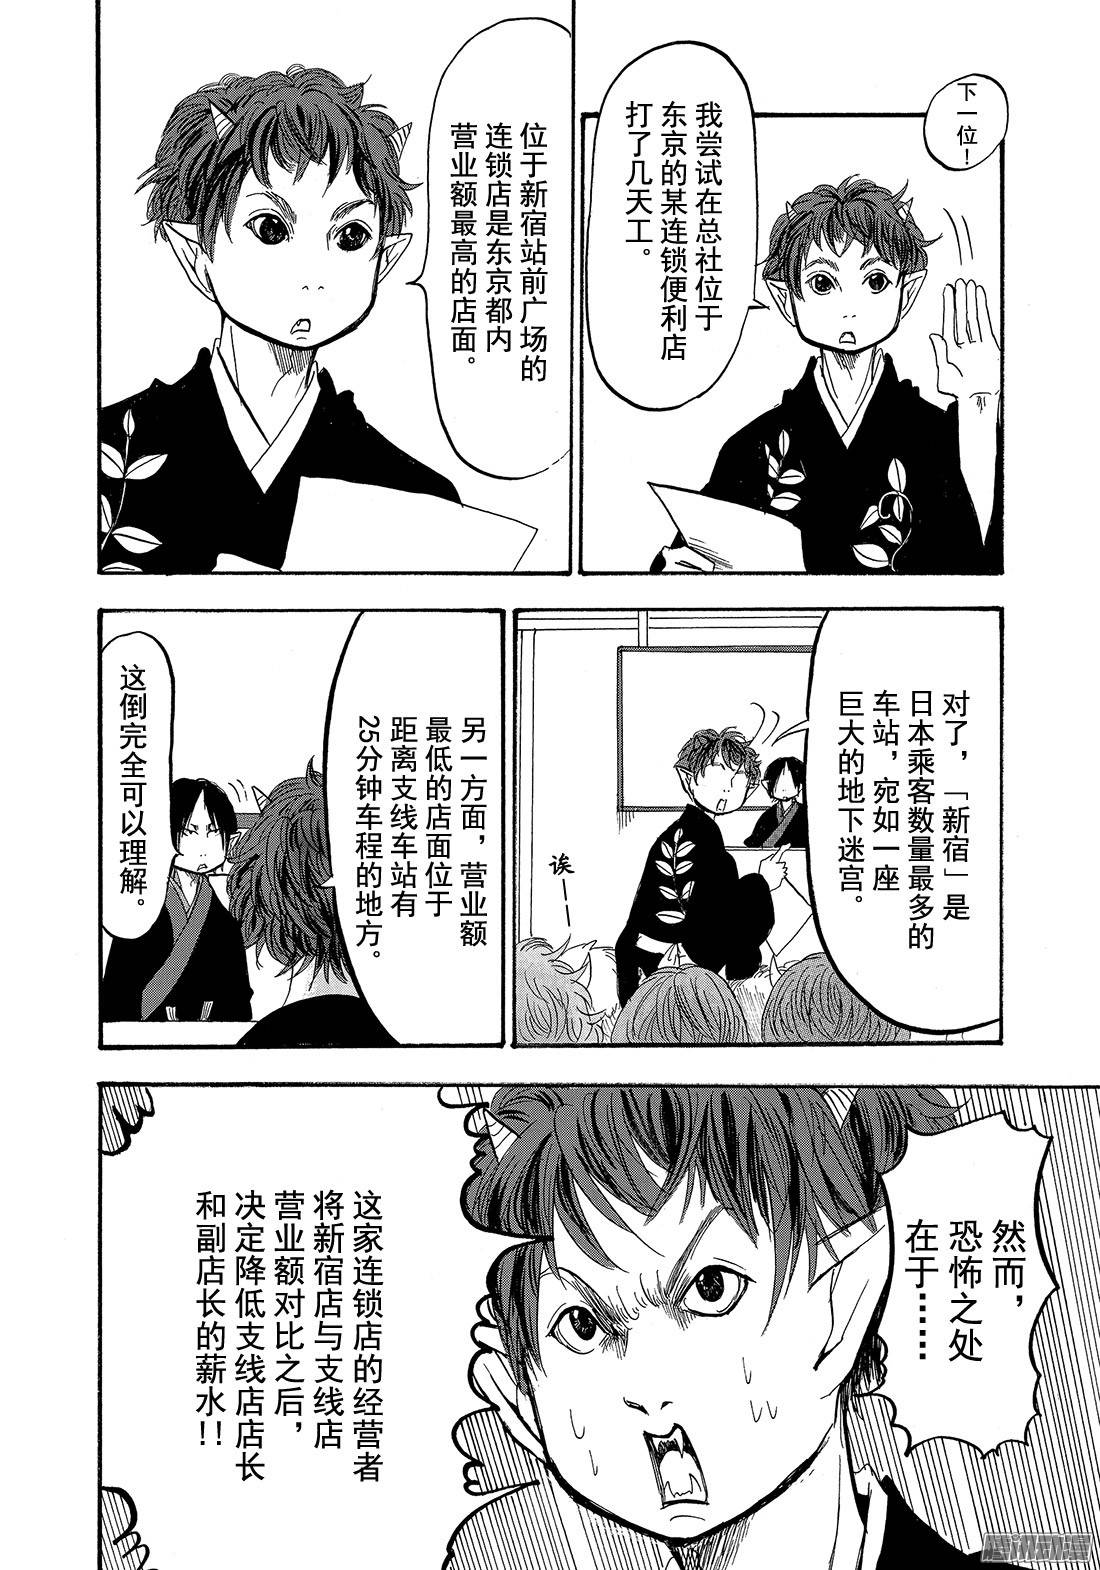 下一位！
我尝试在总社位于
东京的某连锁便利店
打了几天工。
位于新宿站前广场的
连锁店是东京都内
营业额最高的店面。
对了，「新宿」是
日本乘客数量最多的
车站，宛如一座
巨大的地下迷宫。
诶——
另一方面，营业额
最低的店面位于
距离支线车站有
25分钟车程的地方。
这倒完全可以理解。
然而，
恐怖之处
在于……
这家连锁店的经营者
将新宿店与支线店
营业额对比之后，
决定降低支线店店长
和副店长的薪水!!
腾讯动漫